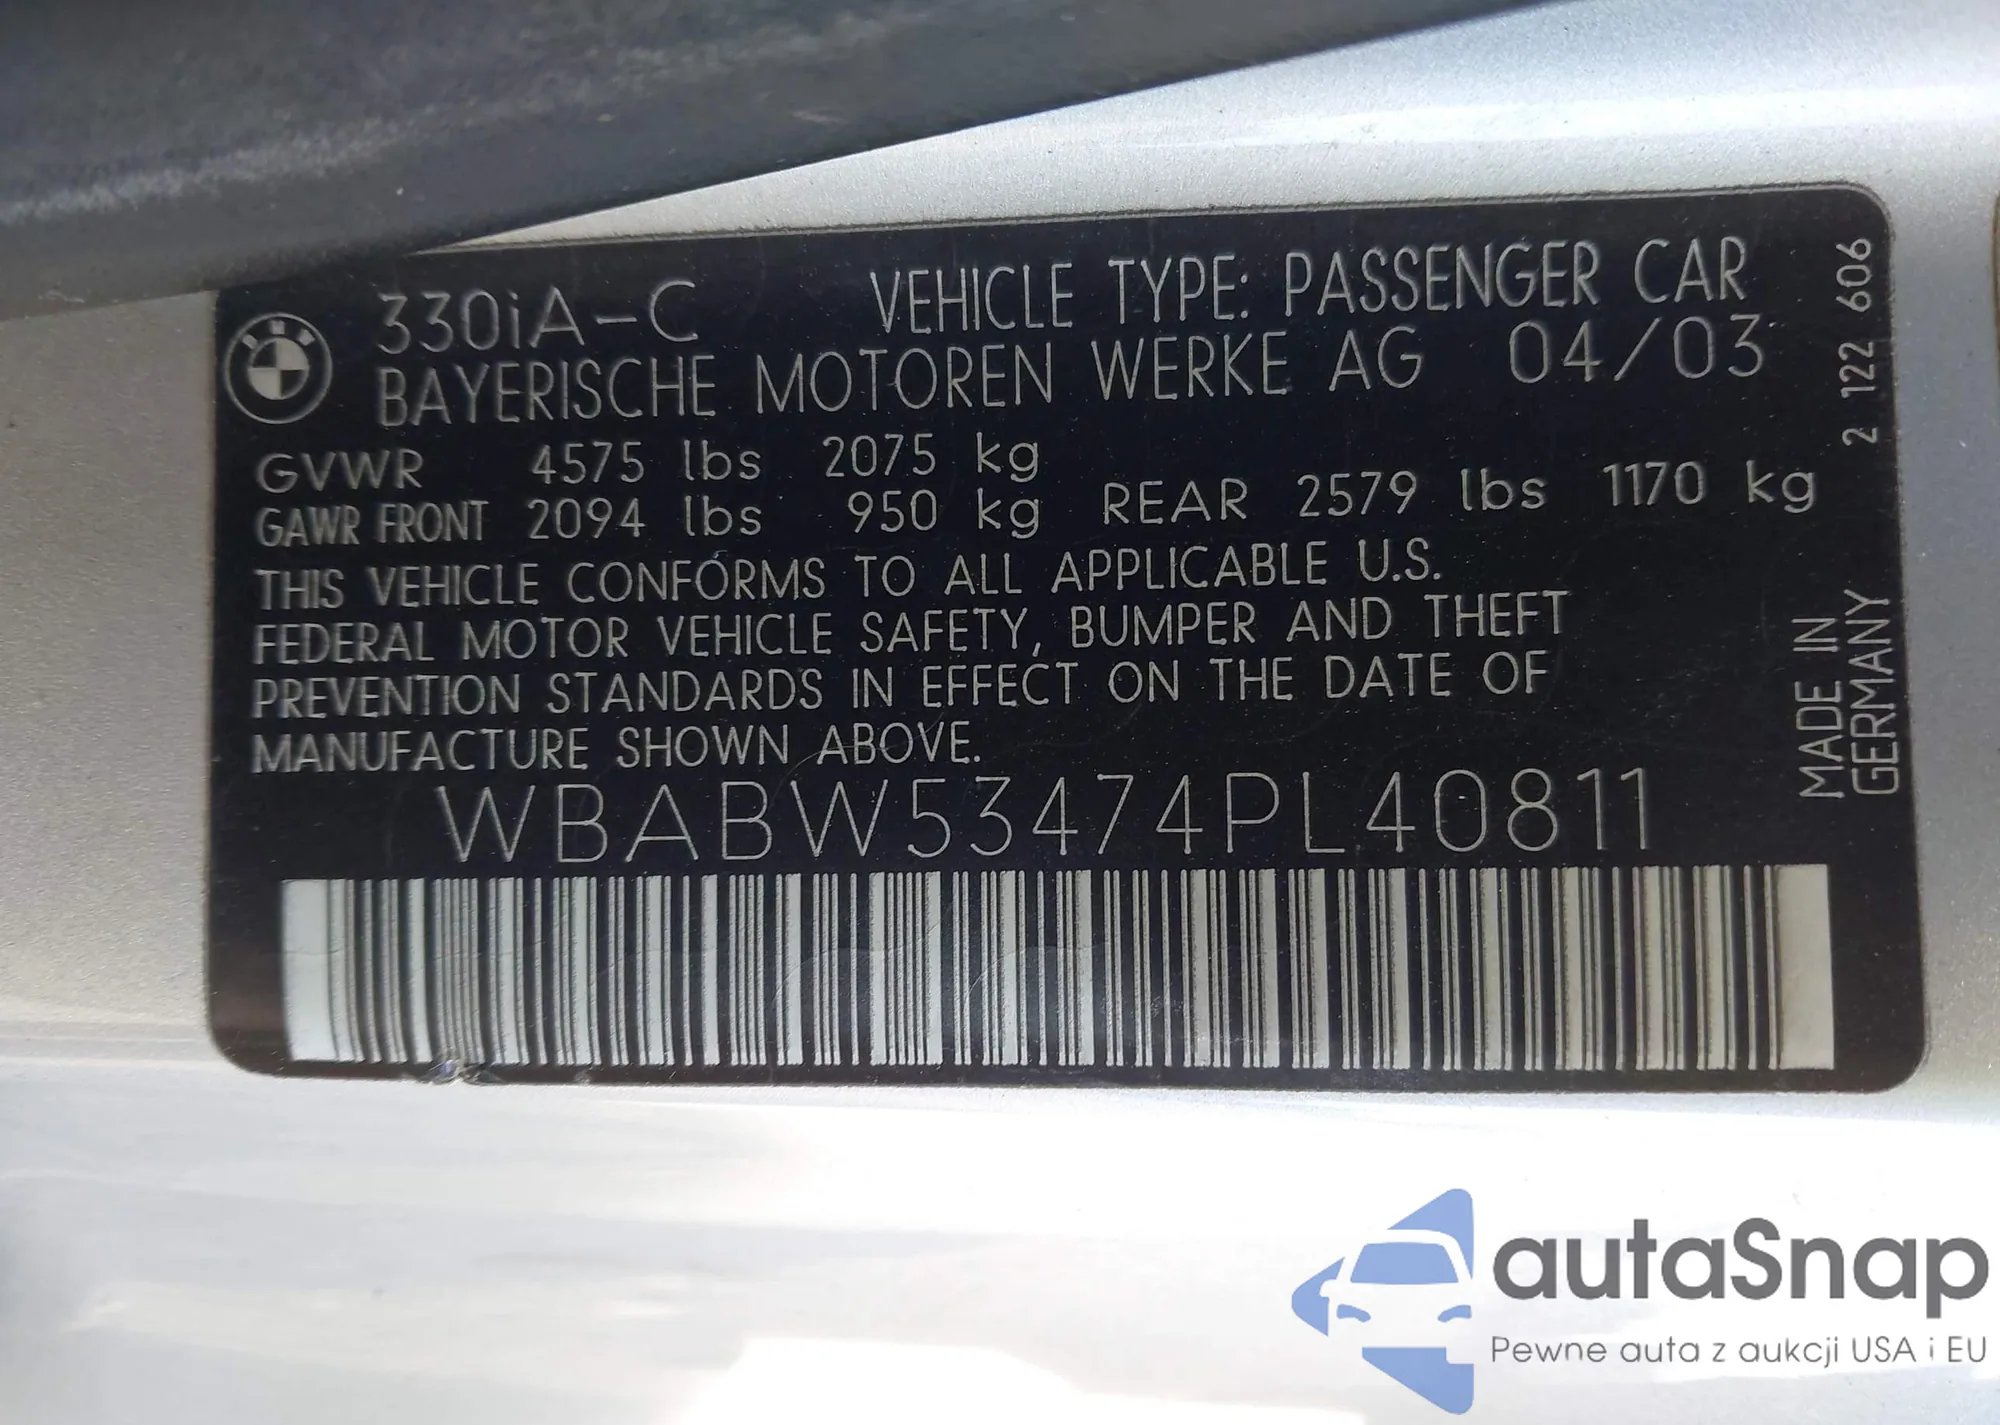 330iA-C VEHICLE TYPE: PASSENGER CAR
BAYERISCHE MOTOREN WERKE AG 04/03
GVWR 4575 lbs 2075 kg
GAWR FRONT 2094 lbs 950 kg REAR 2579 lbs 1170 kg
THIS VEHICLE CONFORMS TO ALL APPLICABLE U.S.
FEDERAL MOTOR VEHICLE SAFETY, BUMPER AND THEFT
PREVENTION STANDARDS IN EFFECT ON THE DATE OF
MANUFACTURE SHOWN ABOVE.
WBABW53474PL40811
2 122 606
MADE IN
GERMANY
BMW
autaSnap
Pewne auta z aukcji USA i EU